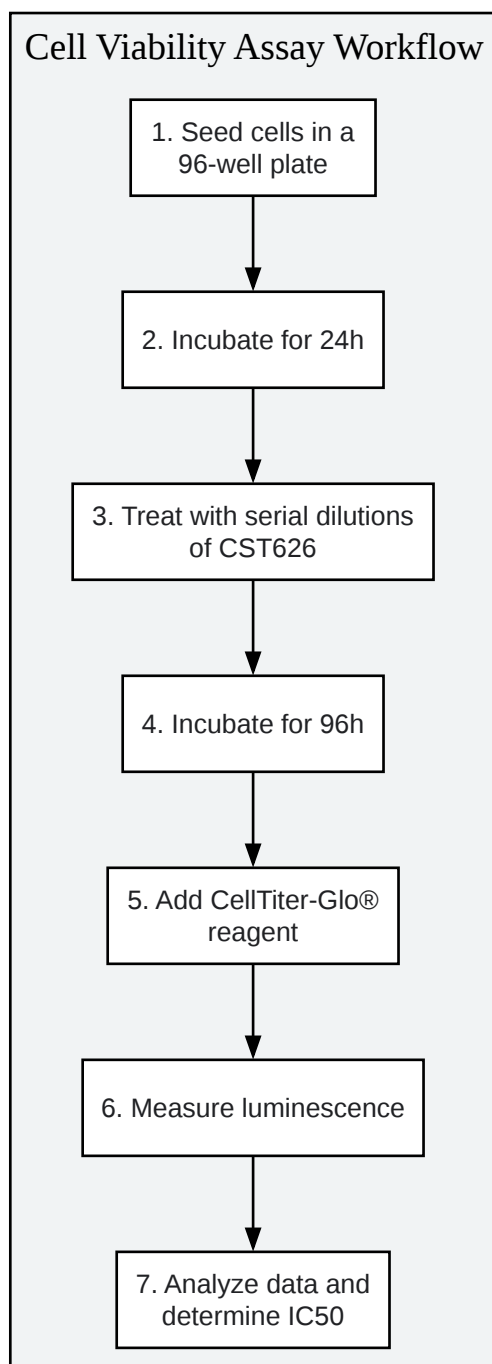 Cell Viability Assay Workflow
1. Seed cells in a
96-well plate
2. Incubate for 24h
3. Treat with serial dilutions
of CST626
4. Incubate for 96h
5. Add CellTiter-Glo®
reagent
6. Measure luminescence
7. Analyze data and
determine IC50